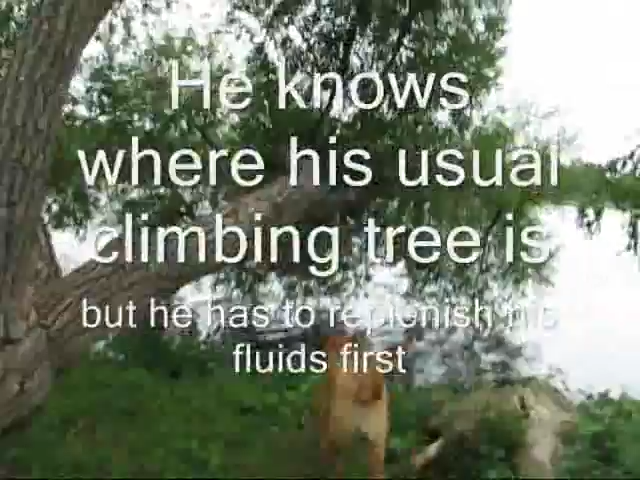 He knows
where his usual
climbing tree is
but he has to replenish his
fluids first